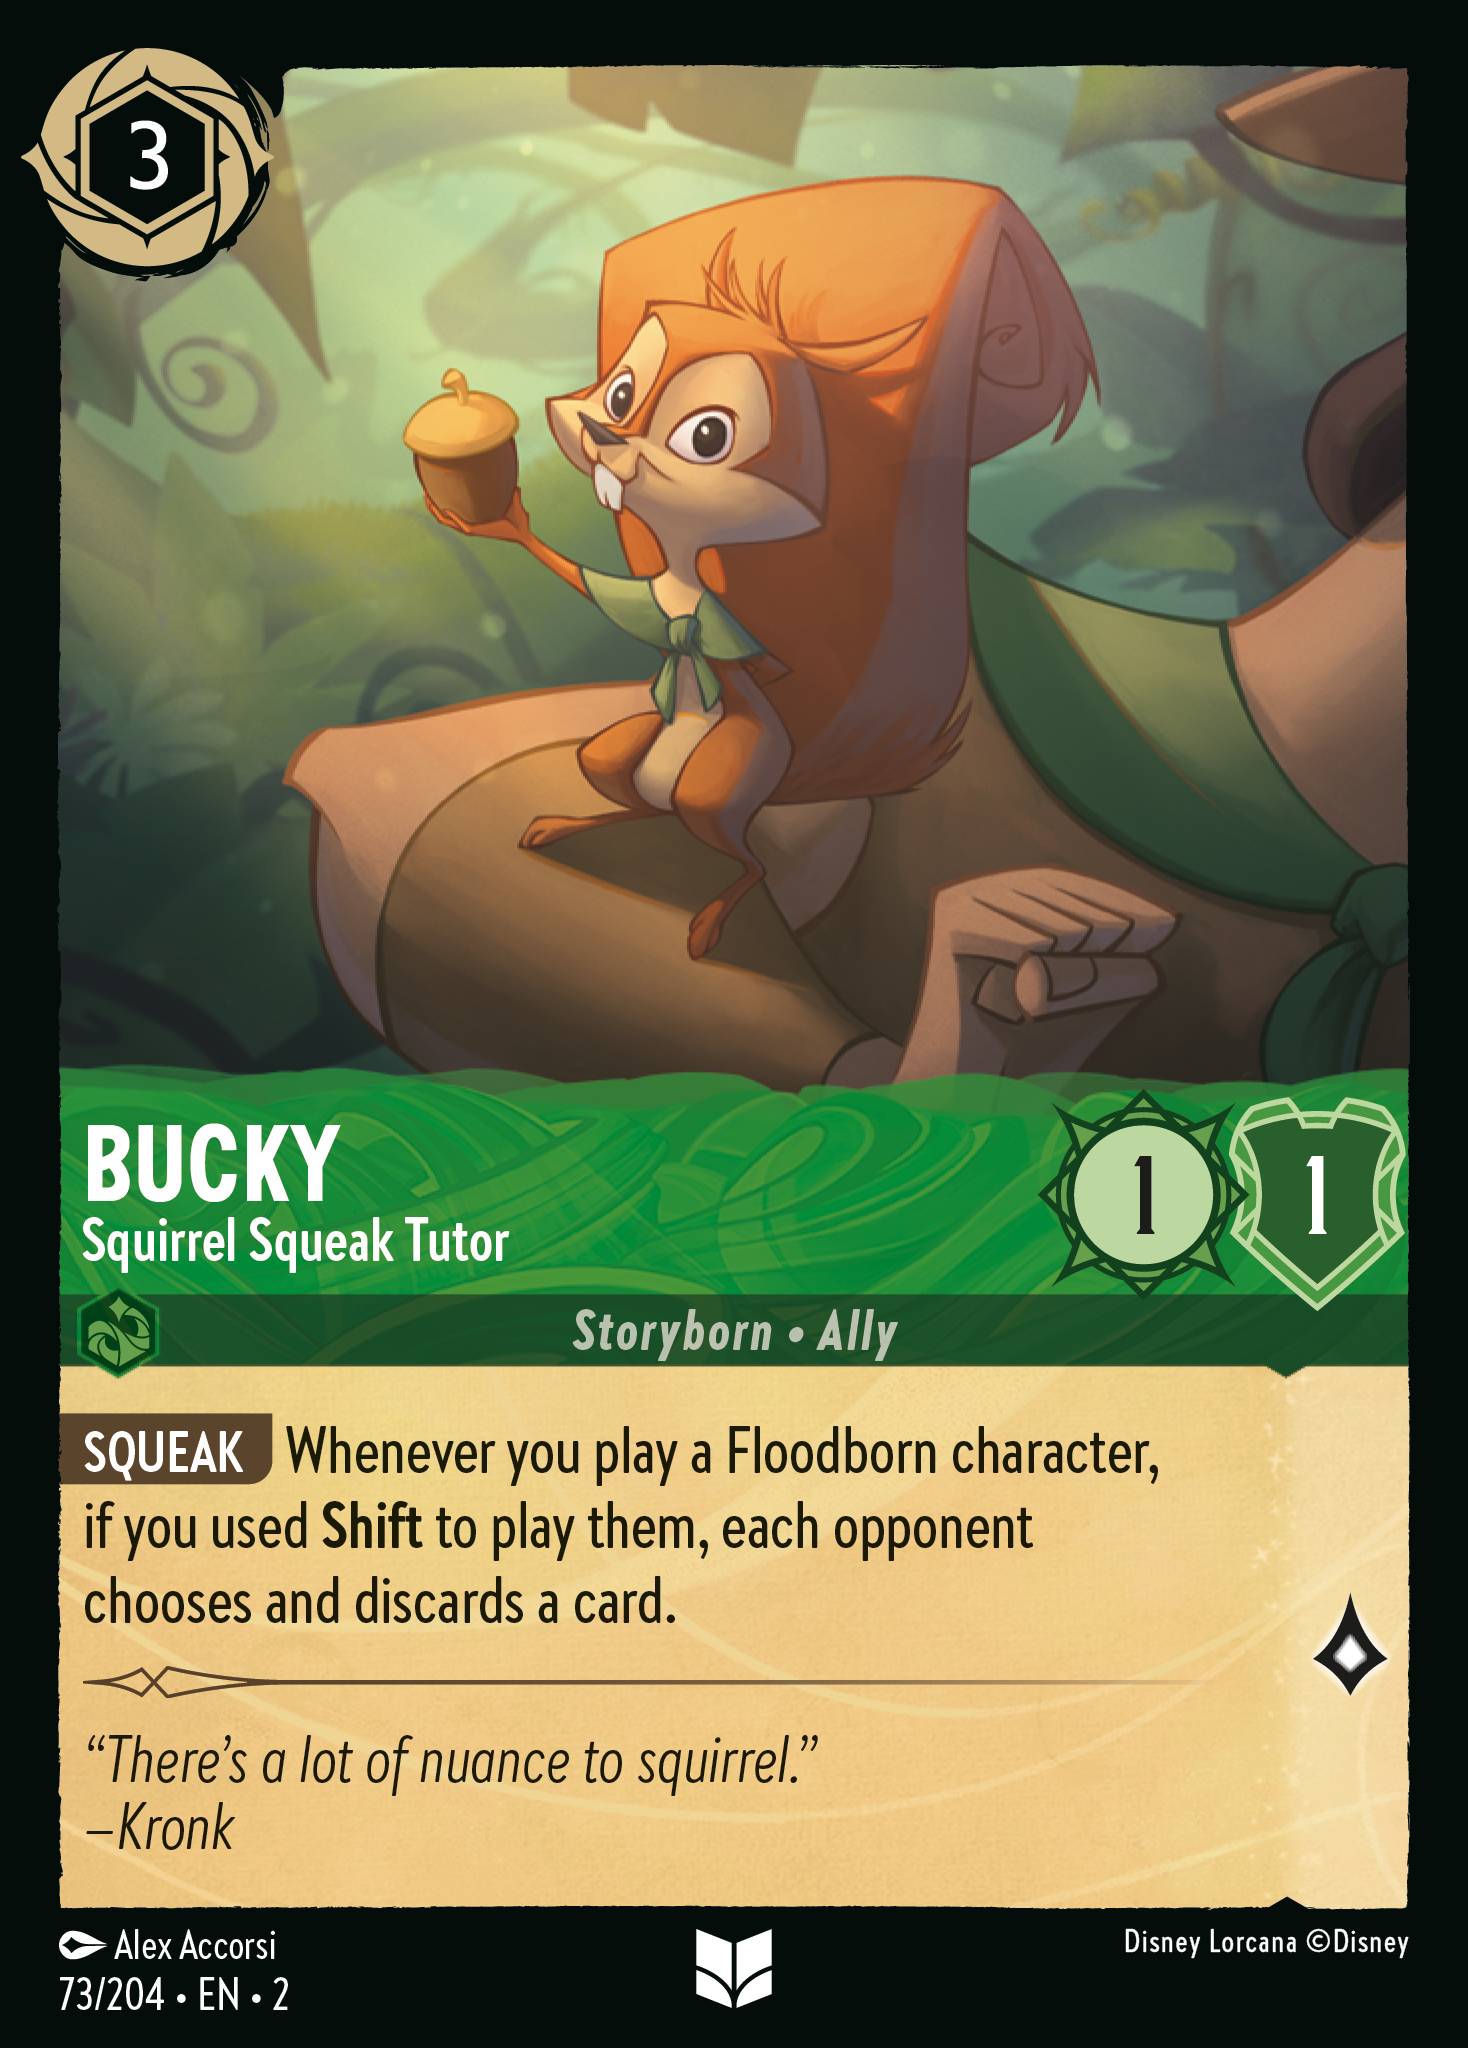 3
BUCKY
Squirrel Squeak Tutor
1
1
Storyborn • Ally
SQUEAK Whenever you play a Floodborn character,
if you used Shift to play them, each opponent
chooses and discards a card.
“There’s a lot of nuance to squirrel.”
–Kronk
Alex Accorsi
Disney Lorcana ©Disney
73/204 • EN • 2